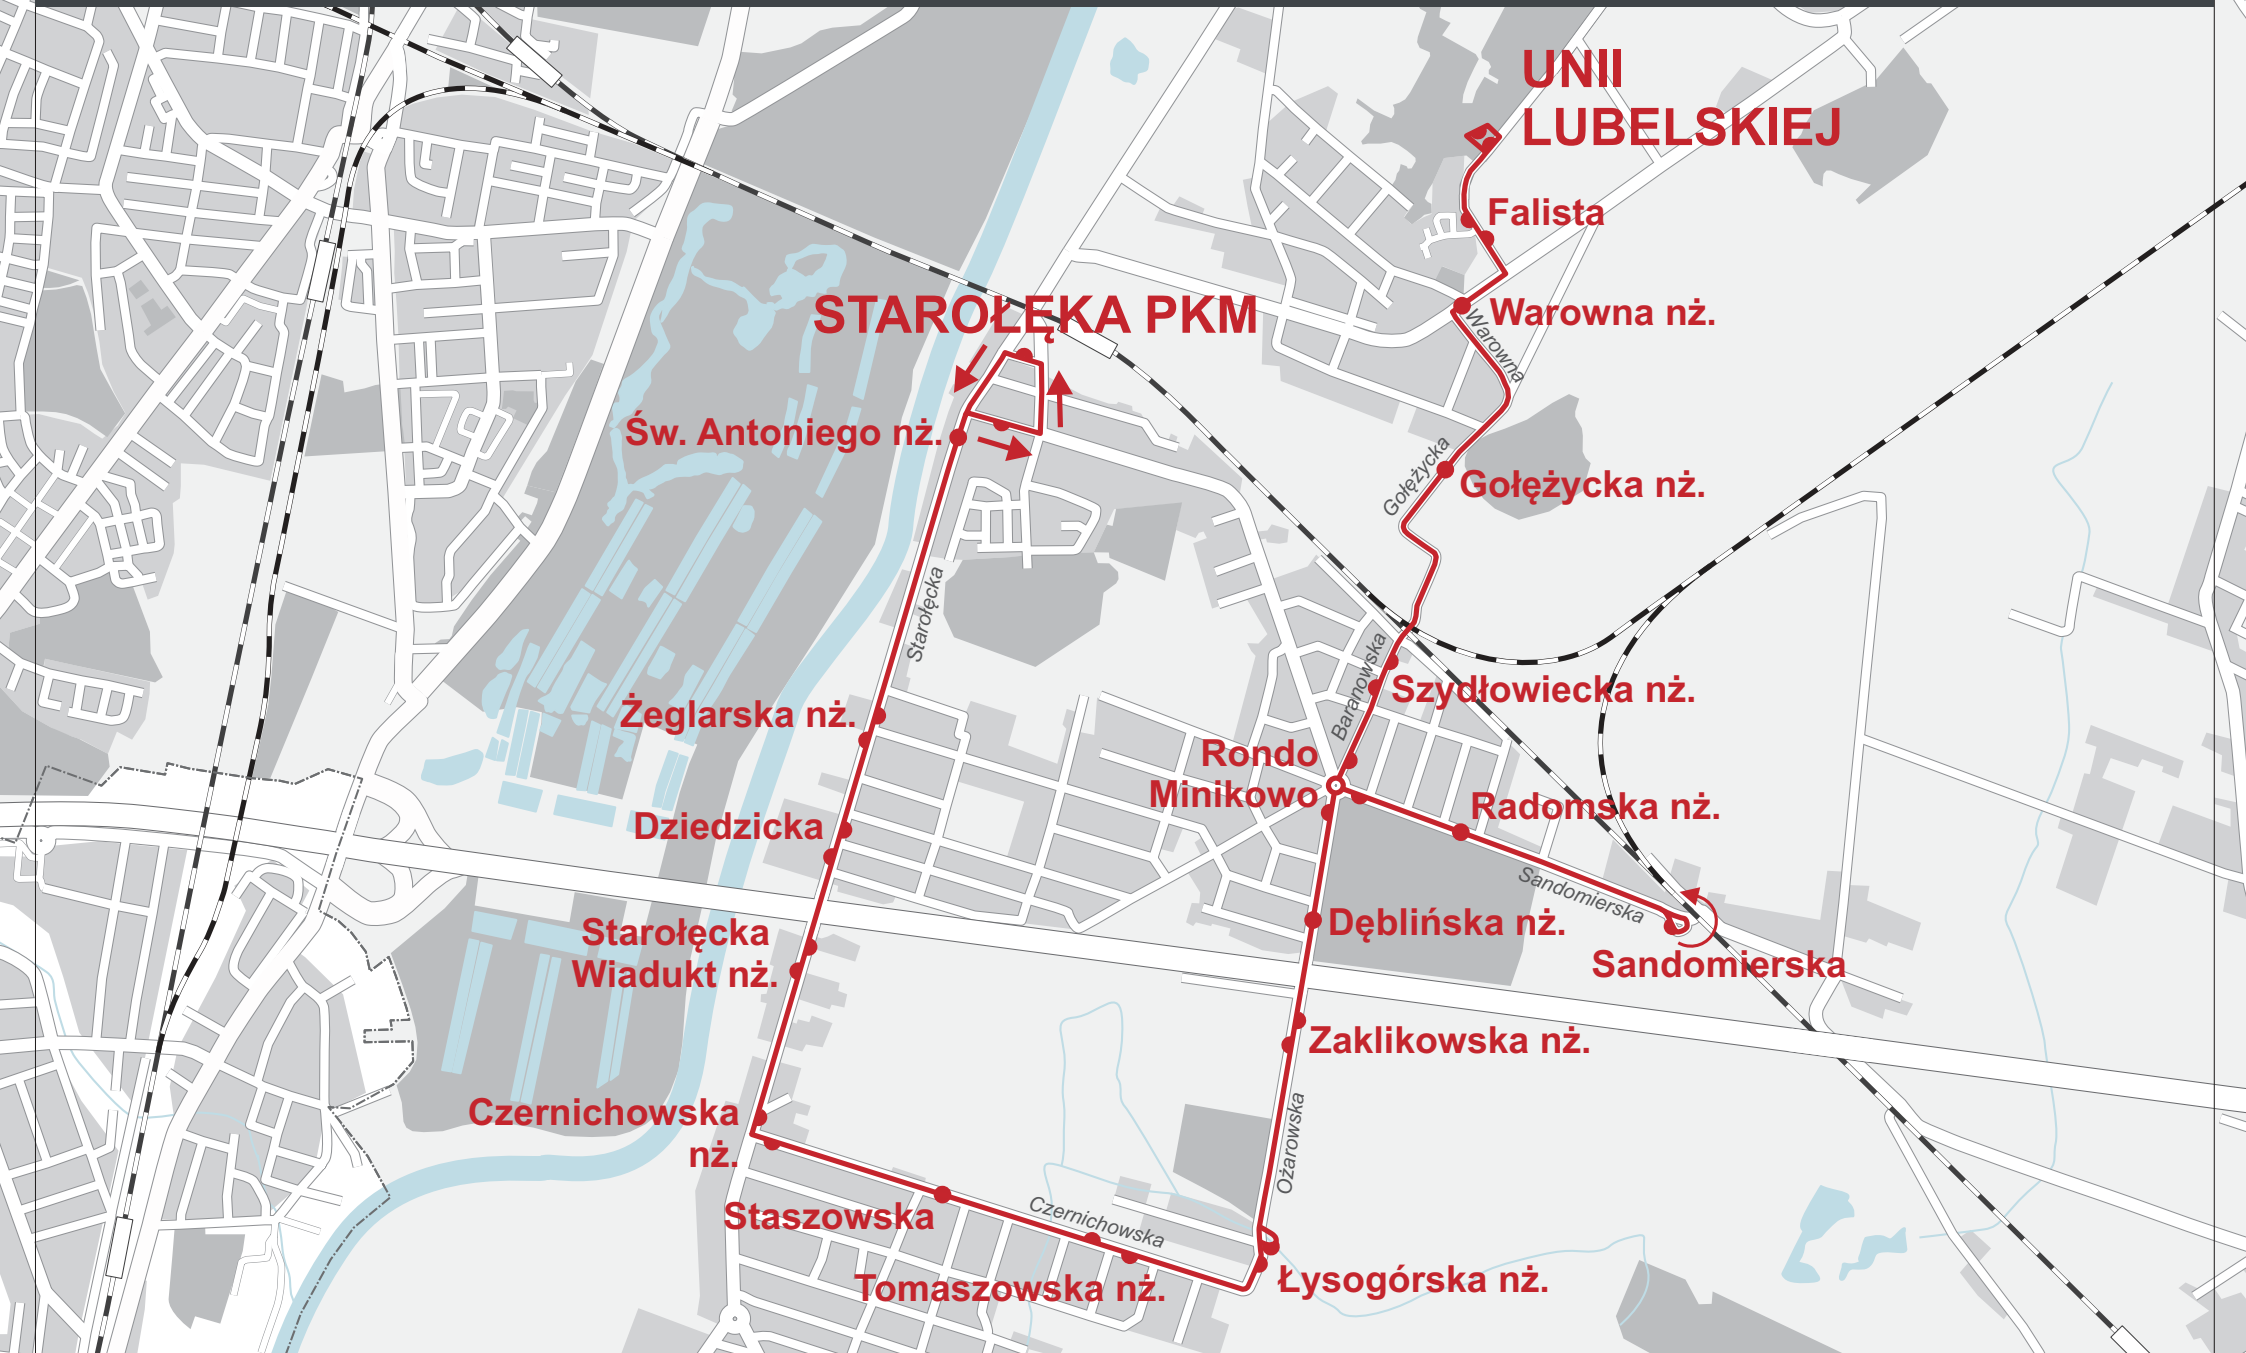 UNII
LUBELSKIEJ
Falista
STAROŁĘKA PKM
Warowna nż.
Warowna
Św. Antoniego nż.
Gołężycka
Gołężycka nż.
Starołęcka
Baranowska
Szydłowiecka nż.
Żeglarska nż.
Rondo
Minikowo
Radomska nż.
Dziedzicka
Sandomierska
Dęblińska nż.
Starołęcka
Wiadukt nż.
Sandomierska
Zaklikowska nż.
Ożarowska
Czernichowska
nż.
Staszowska
Czernichowska
Tomaszowska nż.
Łysogórska nż.